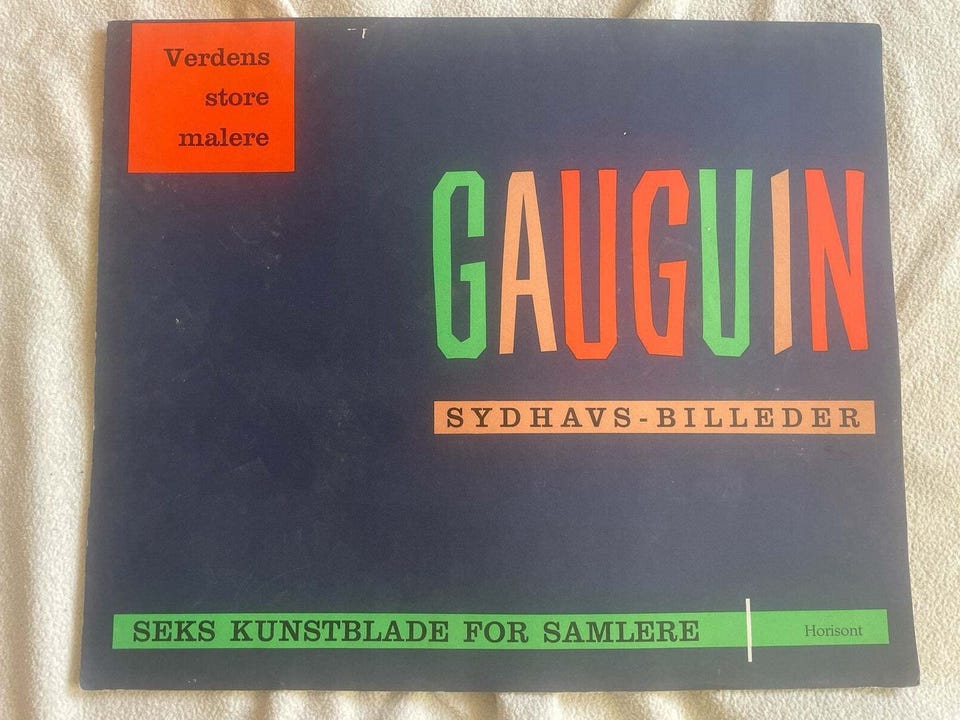 Verdens
store
malere
GAUGUIN
SYDHAVS-BILLEDER
SEKS KUNSTBLADE FOR SAMLERE
Horisont